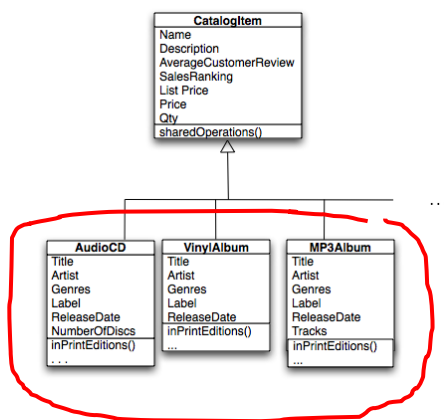 CatalogItem
Name
Description
AverageCustomerReview
SalesRanking
List Price
Price
Qty
sharedOperations()
..
AudioCD
Title
Artist
Genres
Label
ReleaseDate
NumberOfDiscs
inPrintEditions()
. . .
VinylAlbum
Title
Artist
Genres
Label
ReleaseDate
inPrintEditions()
...
MP3Album
Title
Artist
Genres
Label
ReleaseDate
Tracks
inPrintEditions()
...